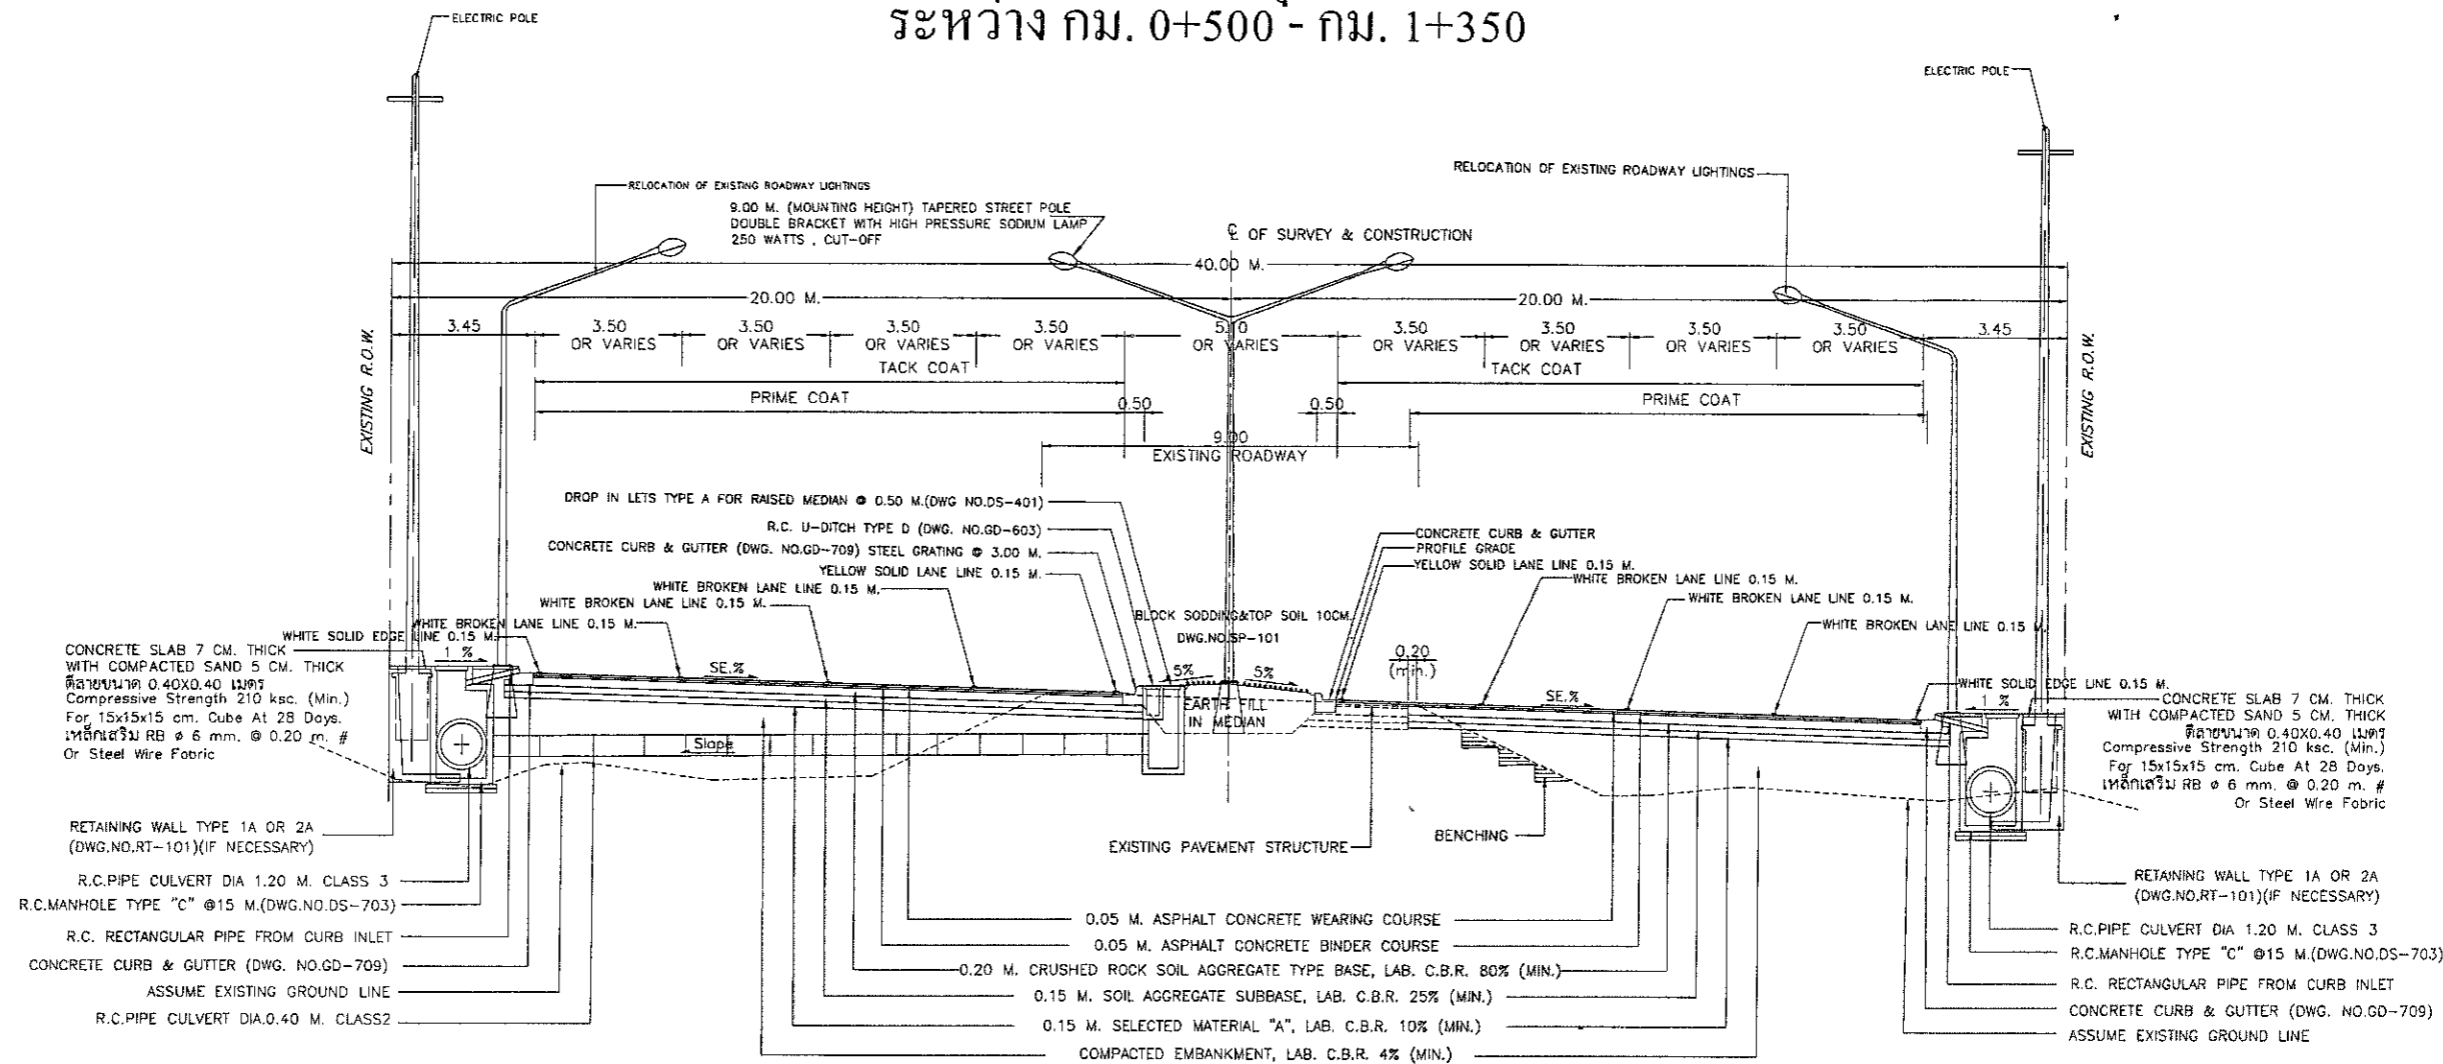 ระหว่าง กม. 0+500 - กม. 1+350
ELECTRIC POLE
ELECTRIC POLE
RELOCATION OF EXISTING ROADWAY LIGHTINGS
RELOCATION OF EXISTING ROADWAY LIGHTINGS
9.00 M. (MOUNTING HEIGHT) TAPERED STREET POLE
DOUBLE BRACKET WITH HIGH PRESSURE SODIUM LAMP
250 WATTS , CUT-OFF
℄ OF SURVEY & CONSTRUCTION
40.00 M.
20.00 M.
20.00 M.
3.45
3.50
OR VARIES
3.50
OR VARIES
3.50
OR VARIES
3.50
OR VARIES
5.10
OR VARIES
3.50
OR VARIES
3.50
OR VARIES
3.50
OR VARIES
3.50
OR VARIES
3.45
EXISTING R.O.W.
EXISTING R.O.W.
TACK COAT
TACK COAT
PRIME COAT
PRIME COAT
0.50
0.50
9.00
EXISTING ROADWAY
DROP IN LETS TYPE A FOR RAISED MEDIAN @ 0.50 M.(DWG NO.DS-401)
R.C. U-DITCH TYPE D (DWG. NO.GD-603)
CONCRETE CURB & GUTTER (DWG. NO.GD-709) STEEL GRATING @ 3.00 M.
YELLOW SOLID LANE LINE 0.15 M.
WHITE BROKEN LANE LINE 0.15 M.
WHITE BROKEN LANE LINE 0.15 M.
WHITE BROKEN LANE LINE 0.15 M.
WHITE SOLID EDGE LINE 0.15 M.
CONCRETE CURB & GUTTER
PROFILE GRADE
YELLOW SOLID LANE LINE 0.15 M.
WHITE BROKEN LANE LINE 0.15 M.
WHITE BROKEN LANE LINE 0.15 M.
WHITE BROKEN LANE LINE 0.15 M.
WHITE SOLID EDGE LINE 0.15 M.
BLOCK SODDING&TOP SOIL 10CM.
DWG.NO.SP-101
0.20
(min.)
1 %
SE.%
5%
5%
SE.%
1 %
EARTH FILL
IN MEDIAN
Slope
CONCRETE SLAB 7 CM. THICK
WITH COMPACTED SAND 5 CM. THICK
ตีลายขนาด 0.40X0.40 เมตร
Compressive Strength 210 ksc. (Min.)
For 15x15x15 cm. Cube At 28 Days.
เหล็กเสริม RB ø 6 mm. @ 0.20 m. #
Or Steel Wire Fabric
CONCRETE SLAB 7 CM. THICK
WITH COMPACTED SAND 5 CM. THICK
ตีลายขนาด 0.40X0.40 เมตร
Compressive Strength 210 ksc. (Min.)
For 15x15x15 cm. Cube At 28 Days.
เหล็กเสริม RB ø 6 mm. @ 0.20 m. #
Or Steel Wire Fabric
RETAINING WALL TYPE 1A OR 2A
(DWG.NO.RT-101)(IF NECESSARY)
R.C.PIPE CULVERT DIA 1.20 M. CLASS 3
R.C.MANHOLE TYPE "C" @15 M.(DWG.NO.DS-703)
R.C. RECTANGULAR PIPE FROM CURB INLET
CONCRETE CURB & GUTTER (DWG. NO.GD-709)
ASSUME EXISTING GROUND LINE
R.C.PIPE CULVERT DIA.0.40 M. CLASS2
EXISTING PAVEMENT STRUCTURE
BENCHING
0.05 M. ASPHALT CONCRETE WEARING COURSE
0.05 M. ASPHALT CONCRETE BINDER COURSE
0.20 M. CRUSHED ROCK SOIL AGGREGATE TYPE BASE, LAB. C.B.R. 80% (MIN.)
0.15 M. SOIL AGGREGATE SUBBASE, LAB. C.B.R. 25% (MIN.)
0.15 M. SELECTED MATERIAL "A", LAB. C.B.R. 10% (MIN.)
COMPACTED EMBANKMENT, LAB. C.B.R. 4% (MIN.)
RETAINING WALL TYPE 1A OR 2A
(DWG.NO.RT-101)(IF NECESSARY)
R.C.PIPE CULVERT DIA 1.20 M. CLASS 3
R.C.MANHOLE TYPE "C" @15 M.(DWG.NO.DS-703)
R.C. RECTANGULAR PIPE FROM CURB INLET
CONCRETE CURB & GUTTER (DWG. NO.GD-709)
ASSUME EXISTING GROUND LINE